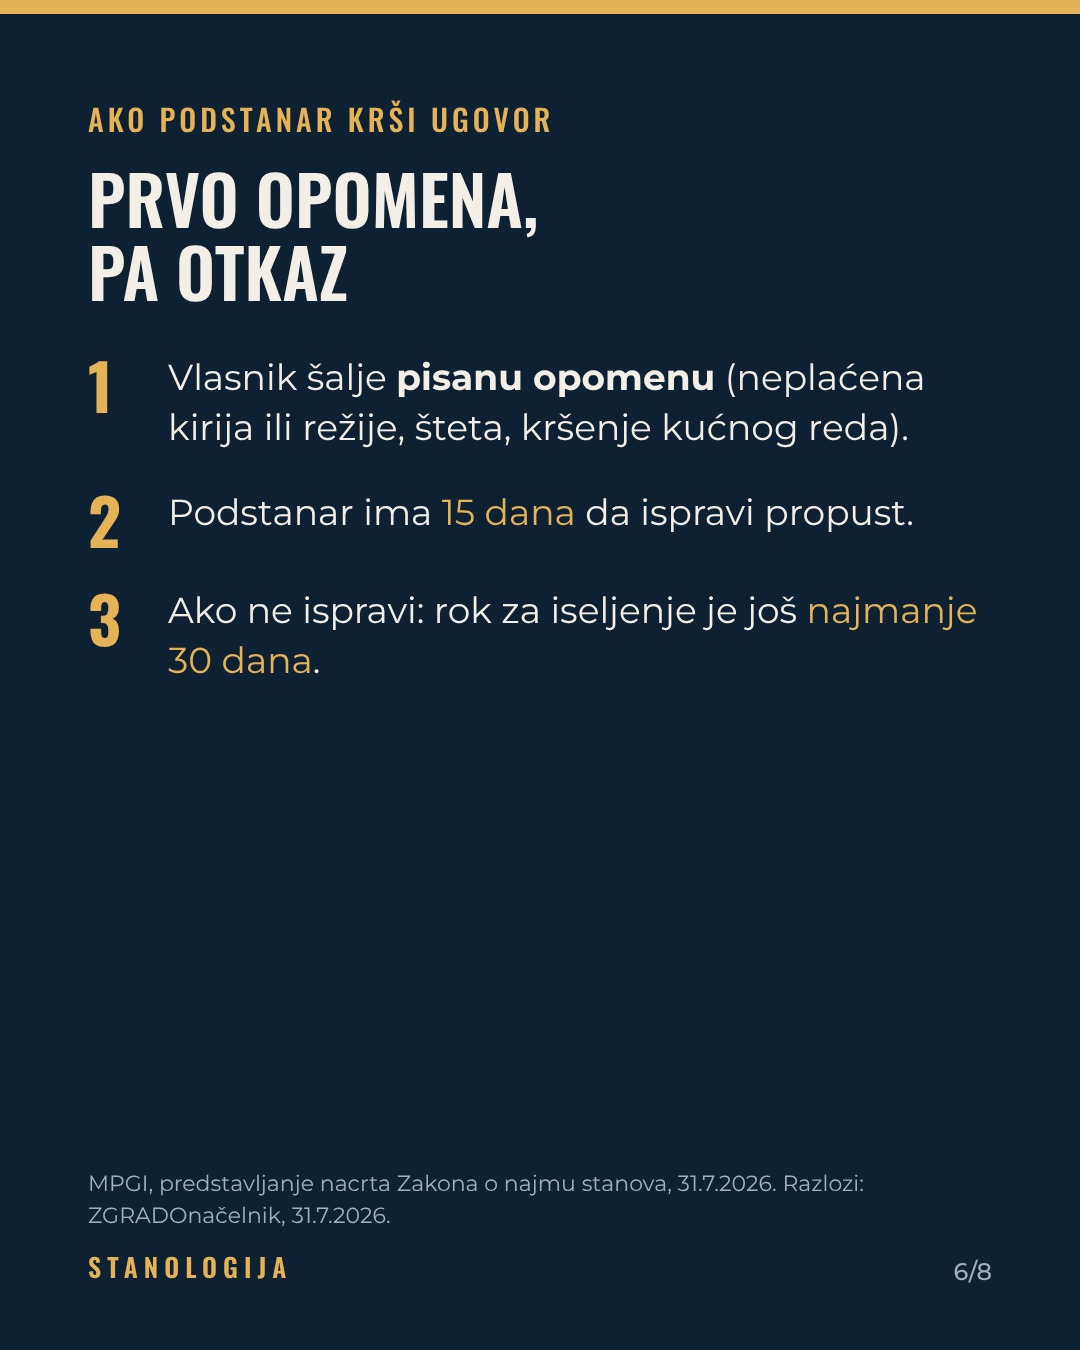 AKO PODSTANAR KRŠI UGOVOR
PRVO OPOMENA,
PA OTKAZ
1 Vlasnik šalje pisanu opomenu (neplaćena
kirija ili režije, šteta, kršenje kućnog reda).
2 Podstanar ima 15 dana da ispravi propust.
3 Ako ne ispravi: rok za iseljenje je još najmanje
30 dana.
MPGI, predstavljanje nacrta Zakona o najmu stanova, 31.7.2026. Razlozi:
ZGRADOnačelnik, 31.7.2026.
STANOLOGIJA
6/8